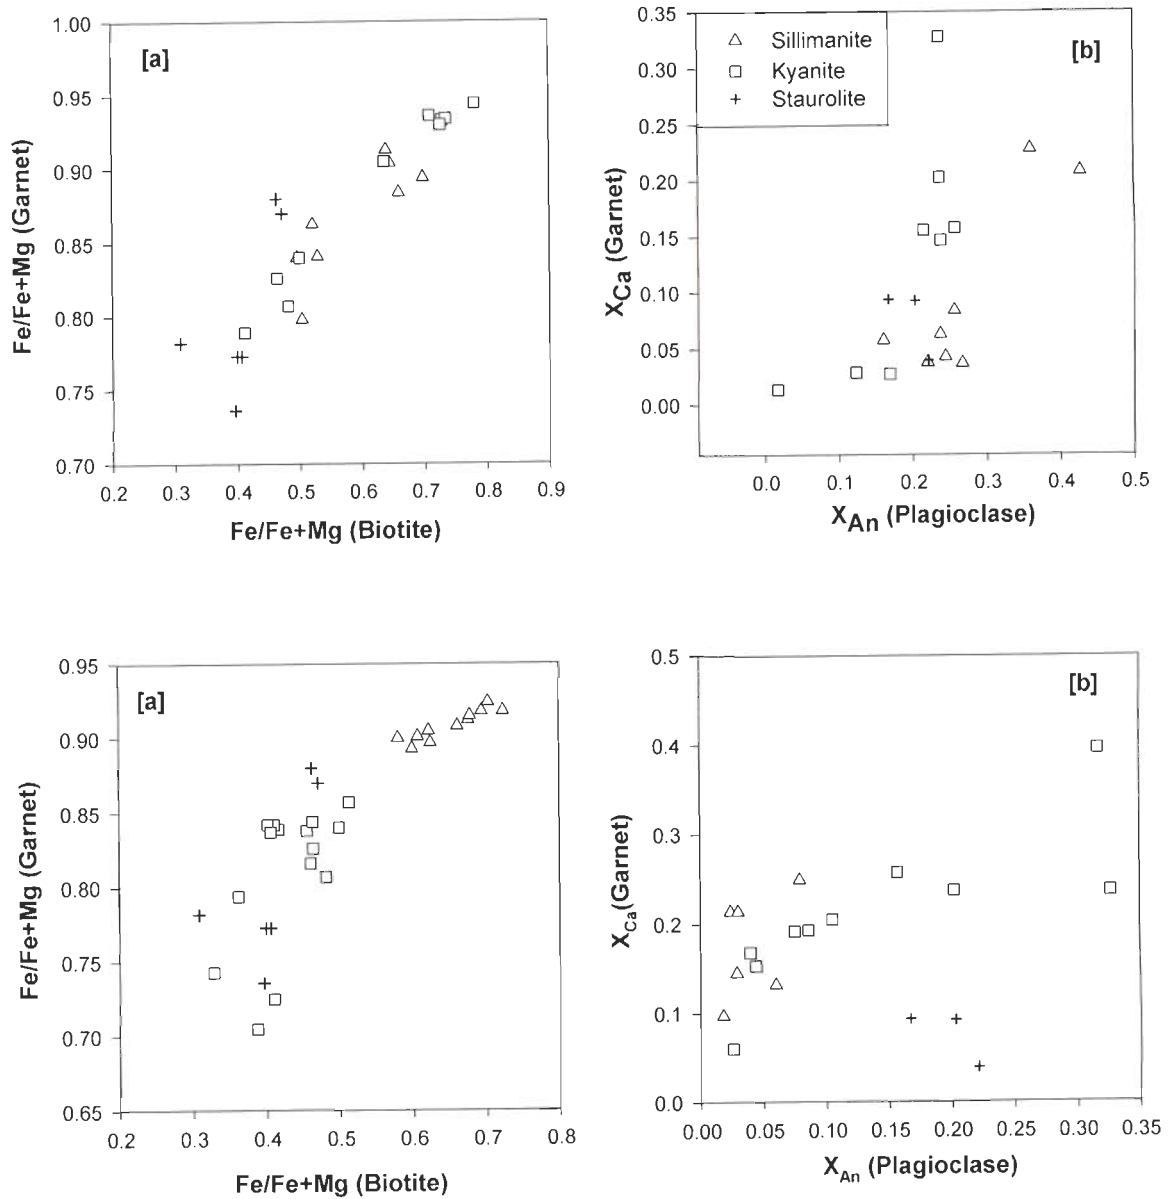 1.00
[a]
0.95
0.90
0.85
0.80
0.75
0.70
Fe/Fe+Mg (Garnet)
0.2 0.3 0.4 0.5 0.6 0.7 0.8 0.9
Fe/Fe+Mg (Biotite)
0.35
Sillimanite
[b]
0.30
Kyanite
Staurolite
0.25
0.20
0.15
0.10
0.05
0.00
XCa (Garnet)
0.0 0.1 0.2 0.3 0.4 0.5
XAn (Plagioclase)
0.95
[a]
0.90
0.85
0.80
0.75
0.70
0.65
Fe/Fe+Mg (Garnet)
0.2 0.3 0.4 0.5 0.6 0.7 0.8
Fe/Fe+Mg (Biotite)
0.5
[b]
0.4
0.3
0.2
0.1
0.0
XCa(Garnet)
0.00 0.05 0.10 0.15 0.20 0.25 0.30 0.35
XAn (Plagioclase)